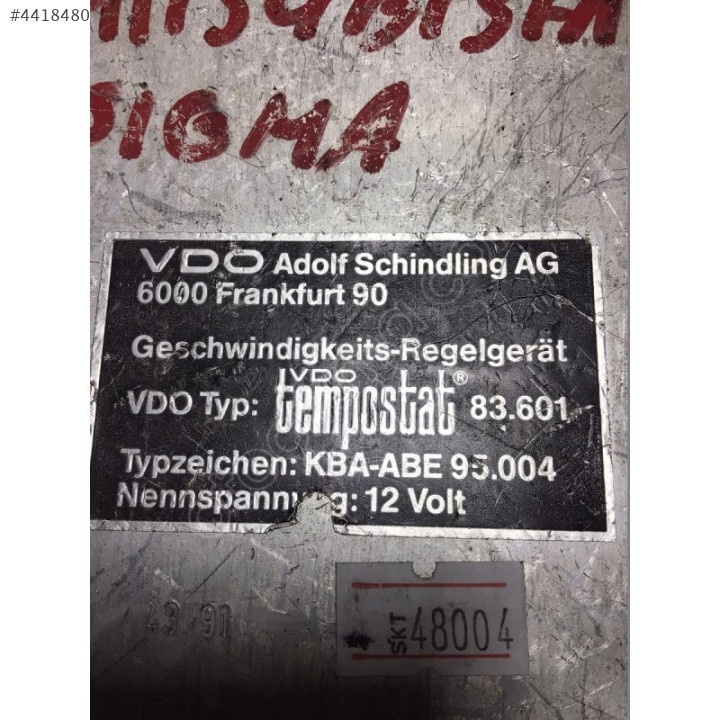 #4418480
MITSUBISHI
SIGMA
VDO Adolf Schindling AG
6000 Frankfurt 90
Geschwindigkeits-Regelgerät
VDO Typ: VDO tempostat® 83.601
Typzeichen: KBA-ABE 95.004
Nennspannung: 12 Volt
43/91
SKT 48004